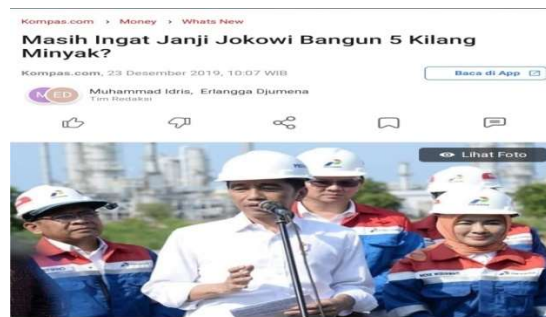 Kompas.com > Money > Whats New
Masih Ingat Janji Jokowi Bangun 5 Kilang
Minyak?
Kompas.com, 23 Desember 2019, 10:07 WIB
Baca di App
M ED
Muhammad Idris, Erlangga Djumena
Tim Redaksi
Lihat Foto